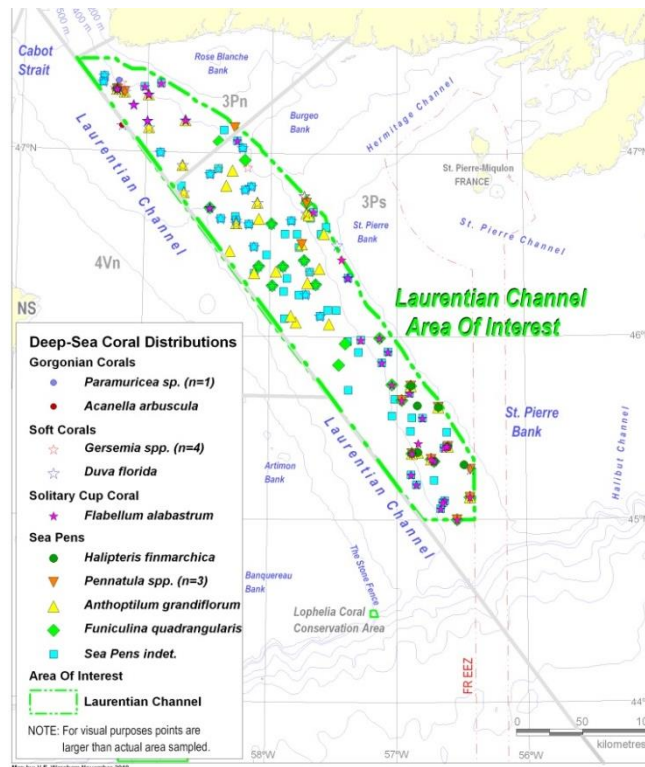 500 m
400 m
200 m
Cabot
Strait
Rose Blanche
Bank
3Pn
Burgeo
Bank
Hermitage Channel
47°N
47°N
St. Pierre-Miqulon
FRANCE
3Ps
Laurentian Channel
St. Pierre
Bank
St. Pierre Channel
4Vn
NS
Laurentian Channel
Area Of Interest
46°N
Deep-Sea Coral Distributions
Gorgonian Corals
Paramuricea sp. (n=1)
Acanella arbuscula
Soft Corals
Gersemia spp. (n=4)
Duva florida
Solitary Cup Coral
Flabellum alabastrum
Sea Pens
Halipteris finmarchica
Pennatula spp. (n=3)
Anthoptilum grandiflorum
Funiculina quadrangularis
Sea Pens indet.
Area Of Interest
Laurentian Channel
NOTE: For visual purposes points are
larger than actual area sampled.
St. Pierre
Bank
Halibut Channel
Laurentian Channel
Artimon
Bank
45°N
Banquereau
Bank
The Stone Fence
Lophelia Coral
Conservation Area
FR EEZ
44°N
0 50 10
kilometres
58°W
57°W
56°W